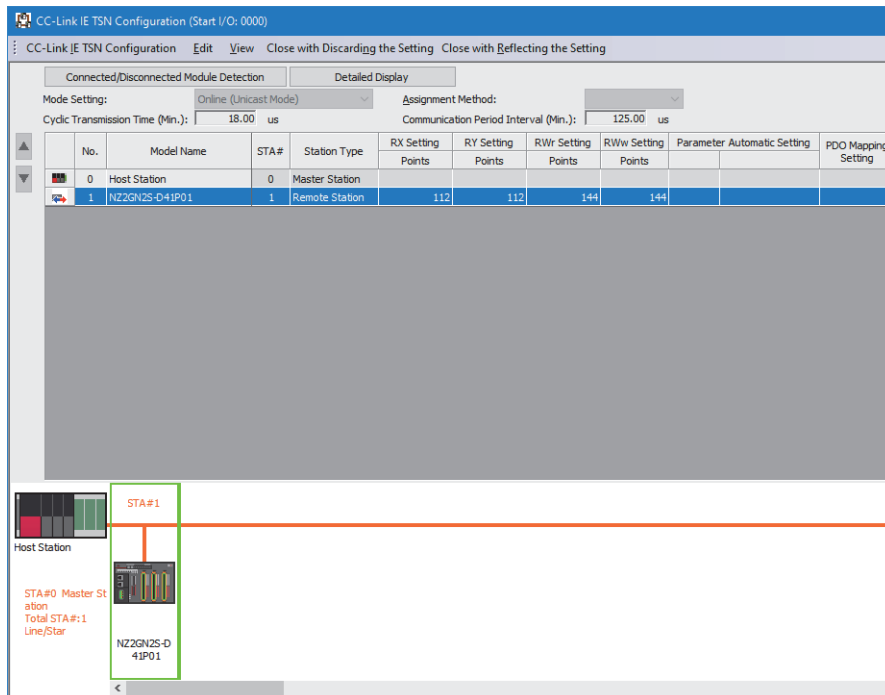 CC-Link IE TSN Configuration (Start I/O: 0000)
CC-Link IE TSN Configuration Edit View Close with Discarding the Setting Close with Reflecting the Setting
Connected/Disconnected Module Detection Detailed Display
Mode Setting: Online (Unicast Mode) Assignment Method:
Cyclic Transmission Time (Min.): 18.00 us Communication Period Interval (Min.): 125.00 us
No. Model Name STA# Station Type RX Setting RY Setting RWr Setting RWw Setting Parameter Automatic Setting PDO Mapping Setting
Points Points Points Points
0 Host Station 0 Master Station
1 NZ2GN2S-D41P01 1 Remote Station 112 112 144 144
STA#1
Host Station
STA#0 Master St
ation
Total STA#:1
Line/Star
NZ2GN2S-D
41P01